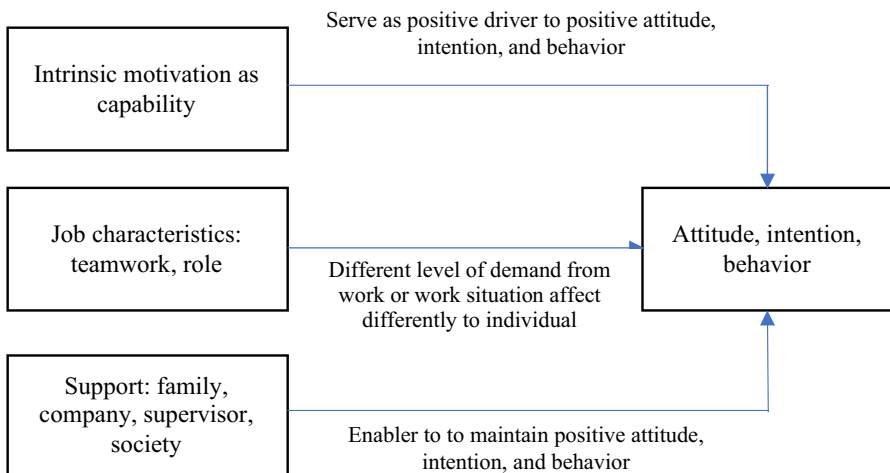 Serve as positive driver to positive attitude,
intention, and behavior
Intrinsic motivation as
capability
Job characteristics:
teamwork, role
Attitude, intention,
behavior
Different level of demand from
work or work situation affect
differently to individual
Support: family,
company, supervisor,
society
Enabler to to maintain positive attitude,
intention, and behavior